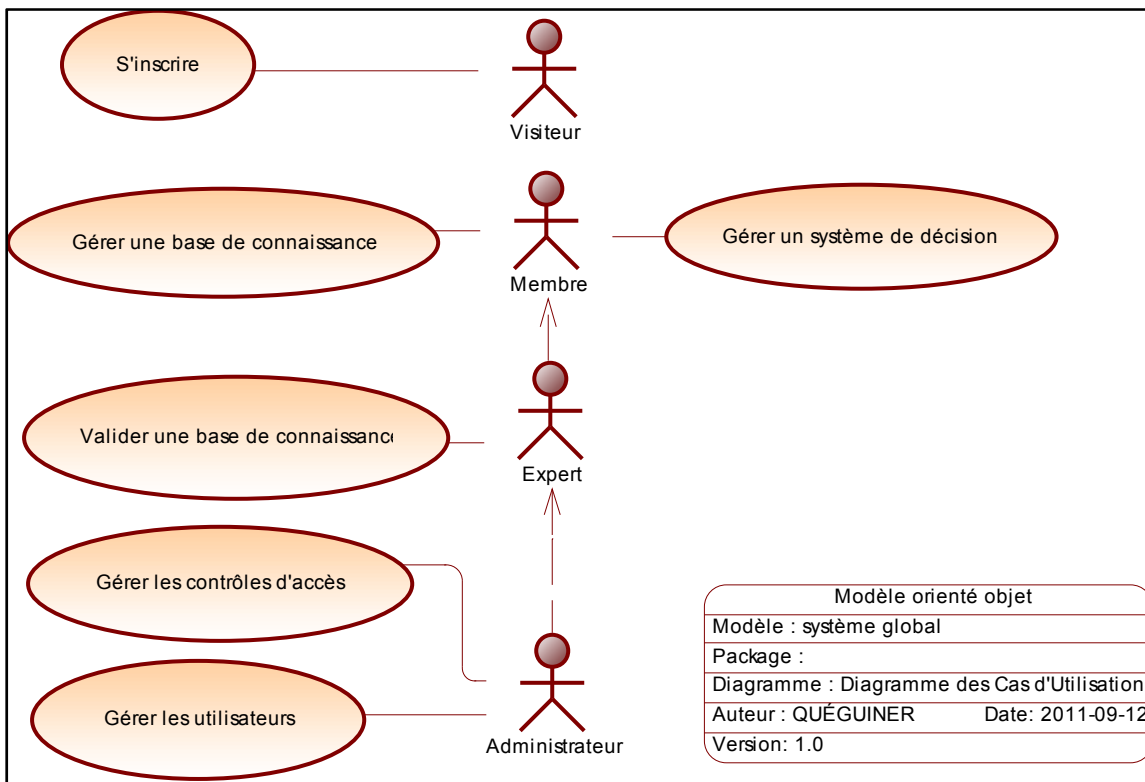 S'inscrire
Visiteur
Gérer une base de connaissance
Gérer un système de décision
Membre
Valider une base de connaissance
Expert
Gérer les contrôles d'accès
Gérer les utilisateurs
Administrateur
Modèle orienté objet
Modèle : système global
Package :
Diagramme : Diagramme des Cas d'Utilisation
Auteur : QUÉGUINER Date: 2011-09-12
Version: 1.0